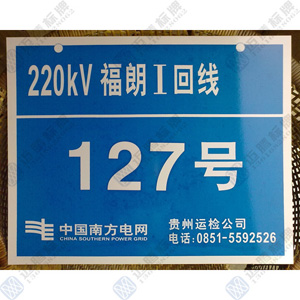 220kV 福朗Ⅰ回线
127号
中国南方电网
CHINA SOUTHERN POWER GRID
贵州运检公司
电话:0851-5592526